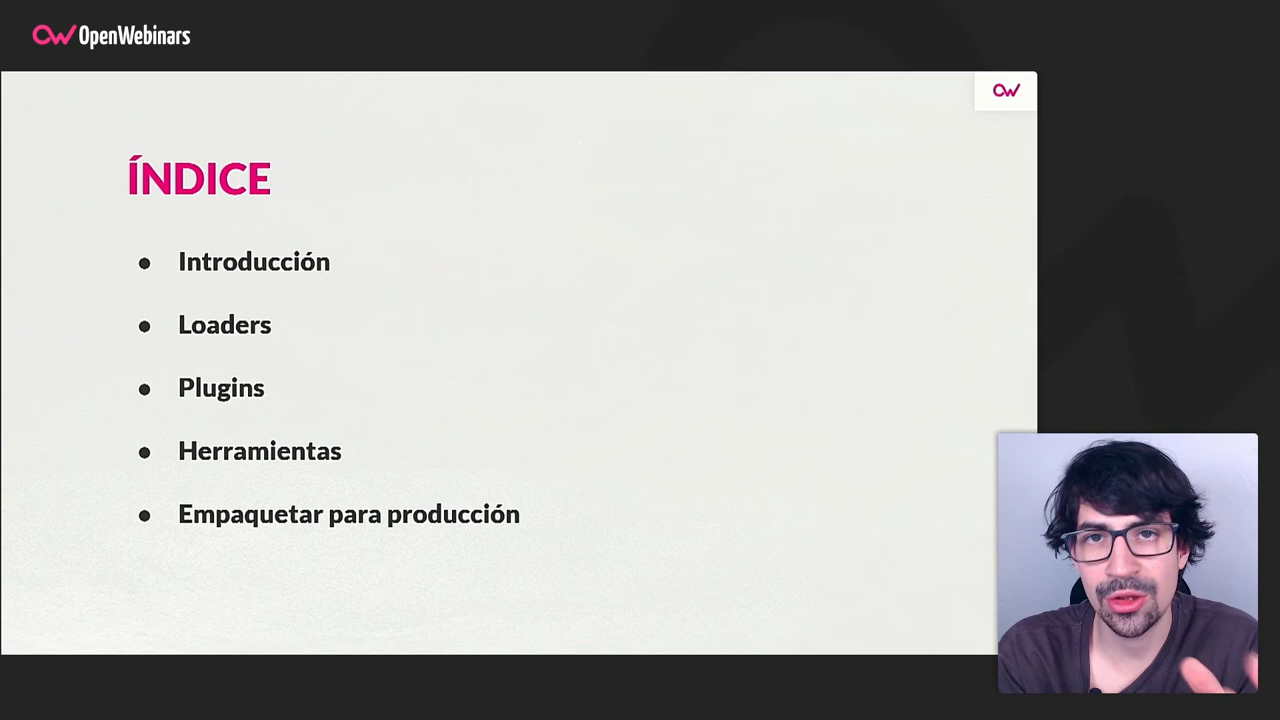 OpenWebinars
ÍNDICE
● Introducción
● Loaders
● Plugins
● Herramientas
● Empaquetar para producción